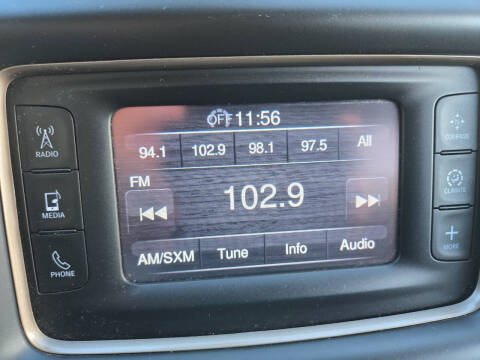 OFF 11:56
94.1 102.9 98.1 97.5 All
FM
102.9
AM/SXM Tune Info Audio
RADIO
MEDIA
PHONE
COMPASS
CLIMATE
MORE